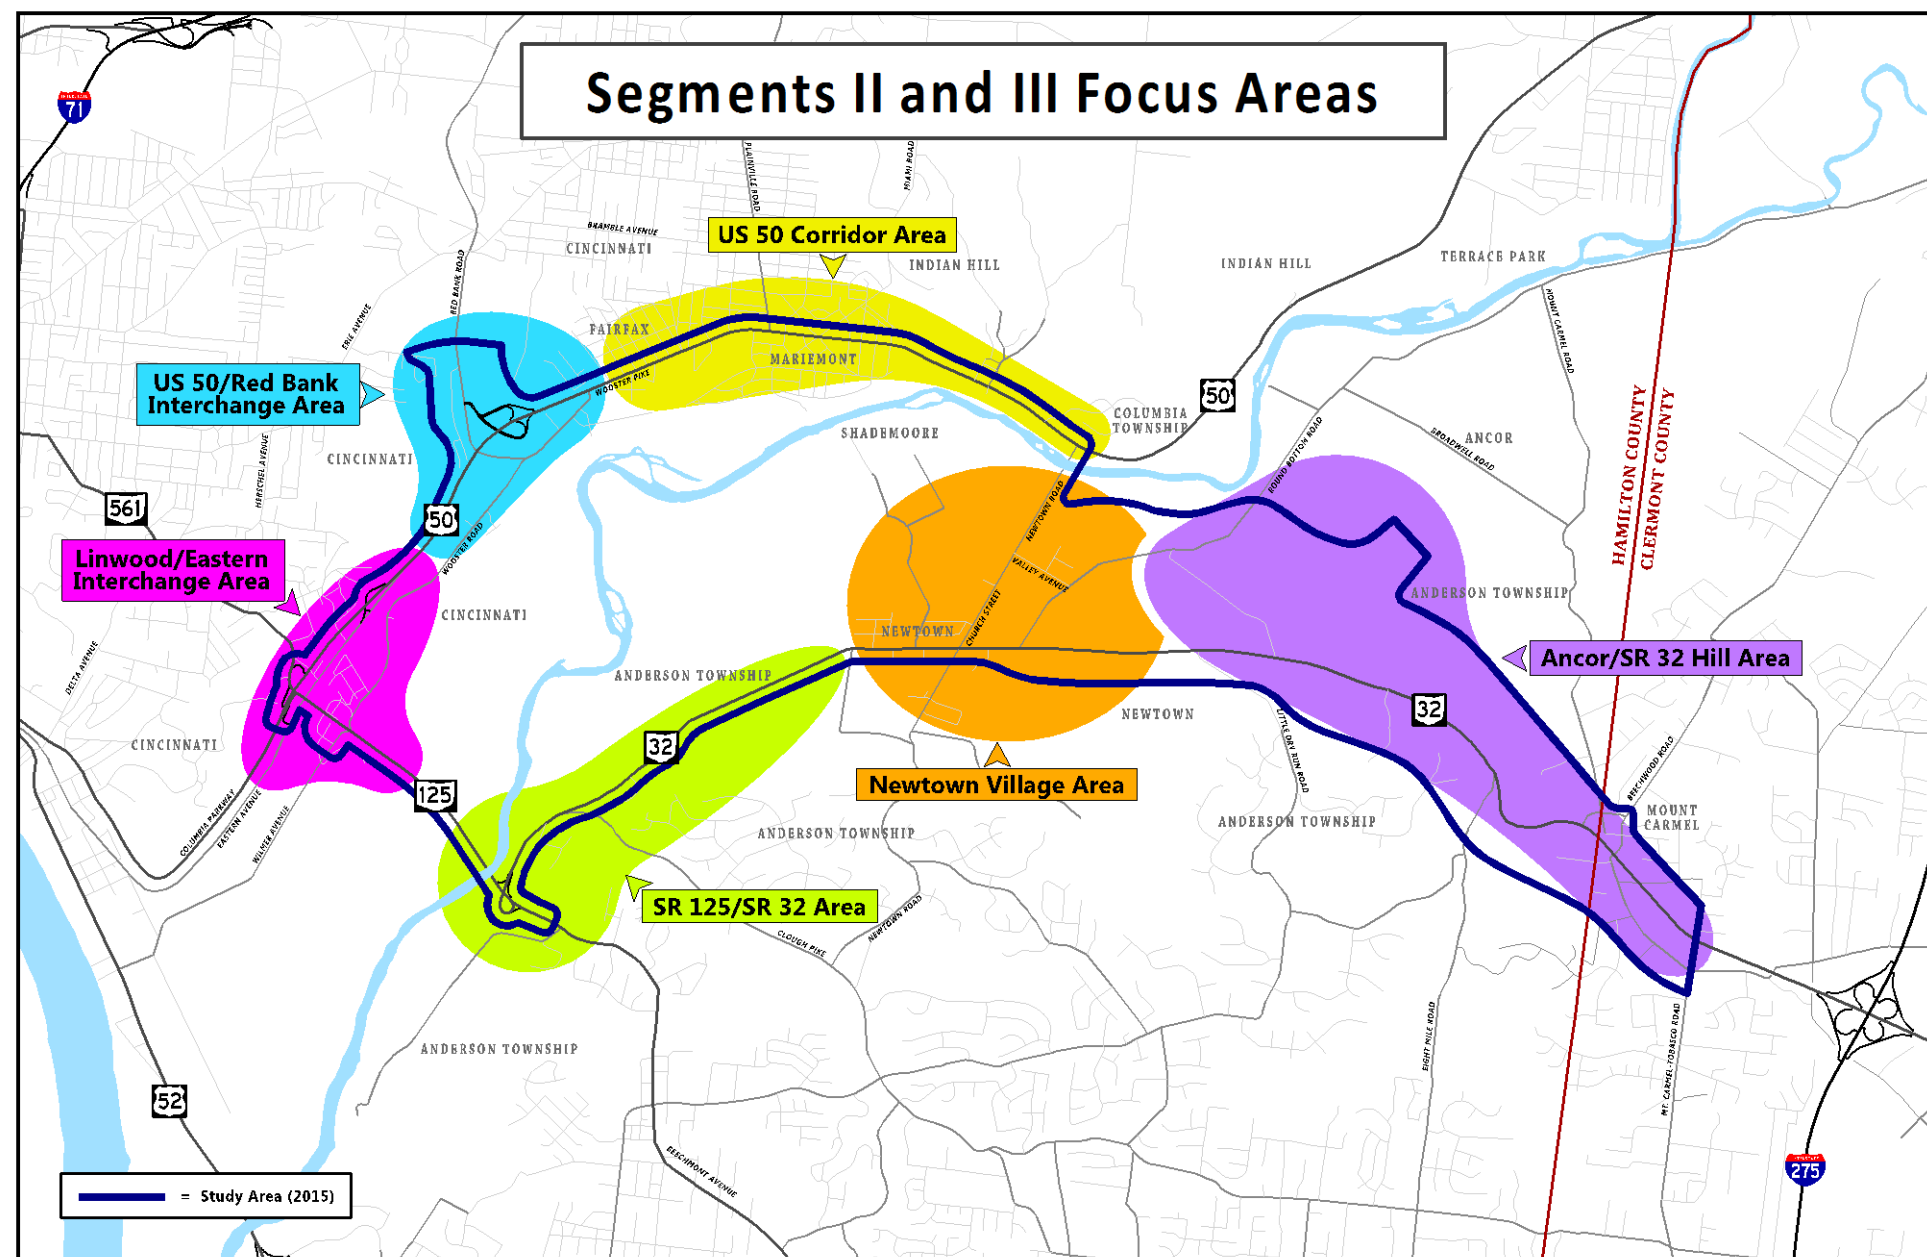 Segments II and III Focus Areas
71
PLAINVILLE ROAD
MIAMI ROAD
BRAMBLE AVENUE
CINCINNATI
US 50 Corridor Area
INDIAN HILL
INDIAN HILL
TERRACE PARK
RED BANK ROAD
ERIE AVENUE
FAIRFAX
MARIEMONT
WOOSTER PIKE
MOUNT CARMEL ROAD
US 50/Red Bank
Interchange Area
50
COLUMBIA
TOWNSHIP
SHADEMOORE
ANCOR
BROADWELL ROAD
ROUND BOTTOM ROAD
HAMILTON COUNTY
CLERMONT COUNTY
CINCINNATI
HERSCHEL AVENUE
561
50
WOOSTER ROAD
NEWTOWN ROAD
VALLEY AVENUE
CHURCH STREET
Linwood/Eastern
Interchange Area
CINCINNATI
ANDERSON TOWNSHIP
NEWTOWN
DELTA AVENUE
ANDERSON TOWNSHIP
Ancor/SR 32 Hill Area
32
NEWTOWN
32
CINCINNATI
LITTLE DRY RUN ROAD
Newtown Village Area
125
BEECHWOOD ROAD
MOUNT
CARMEL
COLUMBIA PARKWAY
EASTERN AVENUE
WILMER AVENUE
ANDERSON TOWNSHIP
ANDERSON TOWNSHIP
SR 125/SR 32 Area
CLOUGH PIKE
NEWTOWN ROAD
EIGHT MILE ROAD
MT. CARMEL-TOBASCO ROAD
ANDERSON TOWNSHIP
52
BEECHMONT AVENUE
275
= Study Area (2015)